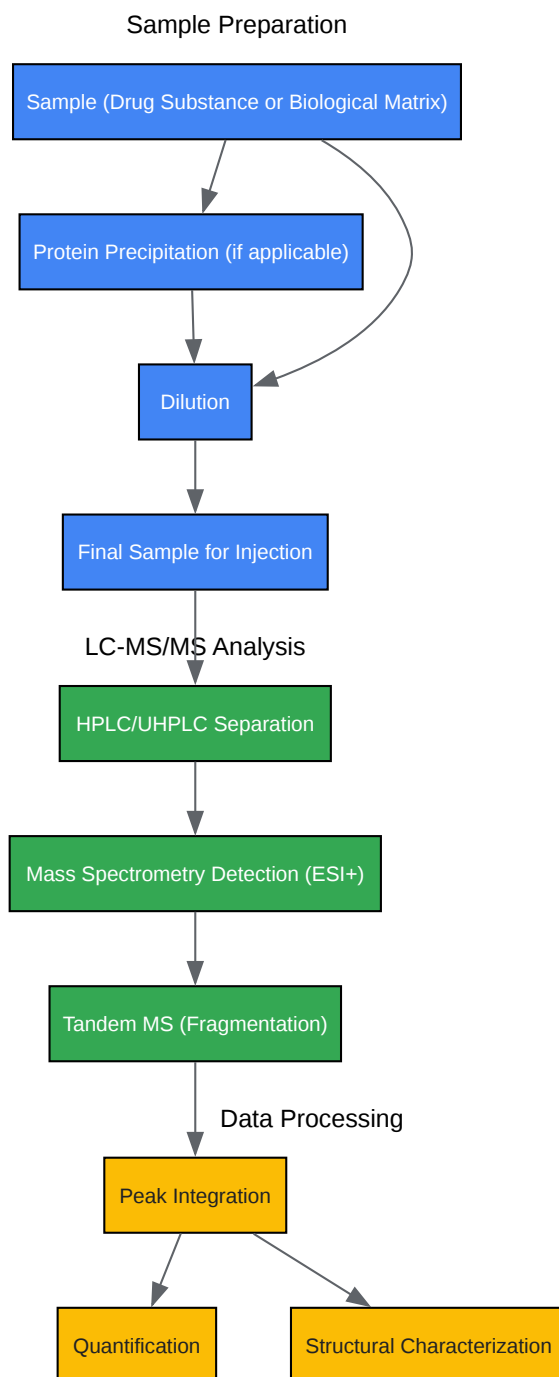 Sample Preparation
Sample (Drug Substance or Biological Matrix)
Protein Precipitation (if applicable)
Dilution
Final Sample for Injection
LC-MS/MS Analysis
HPLC/UHPLC Separation
Mass Spectrometry Detection (ESI+)
Tandem MS (Fragmentation)
Data Processing
Peak Integration
Quantification
Structural Characterization